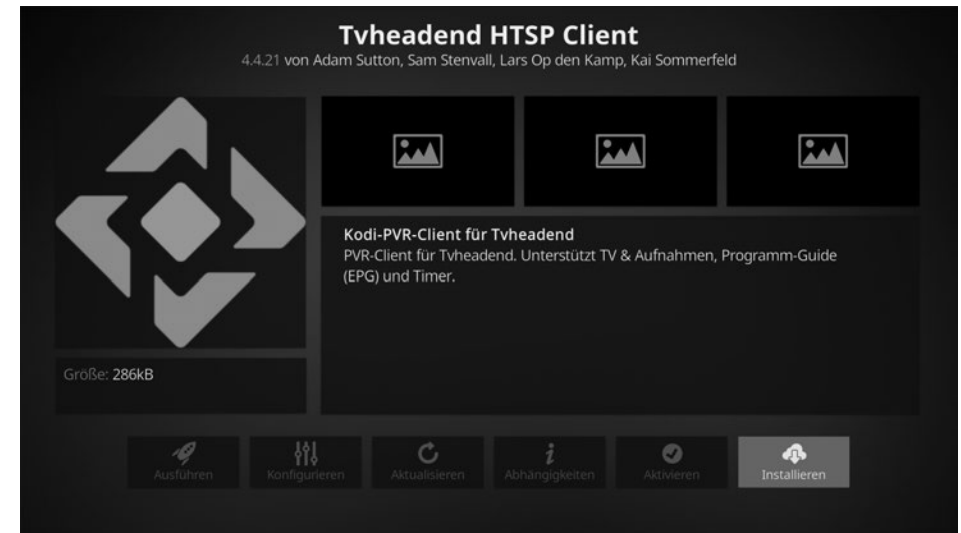 Tvheadend HTSP Client
4.4.21 von Adam Sutton, Sam Stenvall, Lars Op den Kamp, Kai Sommerfeld
Kodi-PVR-Client für Tvheadend
PVR-Client für Tvheadend. Unterstützt TV & Aufnahmen, Programm-Guide
(EPG) und Timer.
Größe: 286kB
Ausführen
Konfigurieren
Aktualisieren
Abhängigkeiten
Aktivieren
Installieren